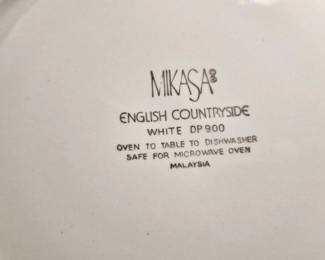 MIKASA
ENGLISH COUNTRYSIDE
WHITE DP900
OVEN TO TABLE TO DISHWASHER
SAFE FOR MICROWAVE OVEN
MALAYSIA